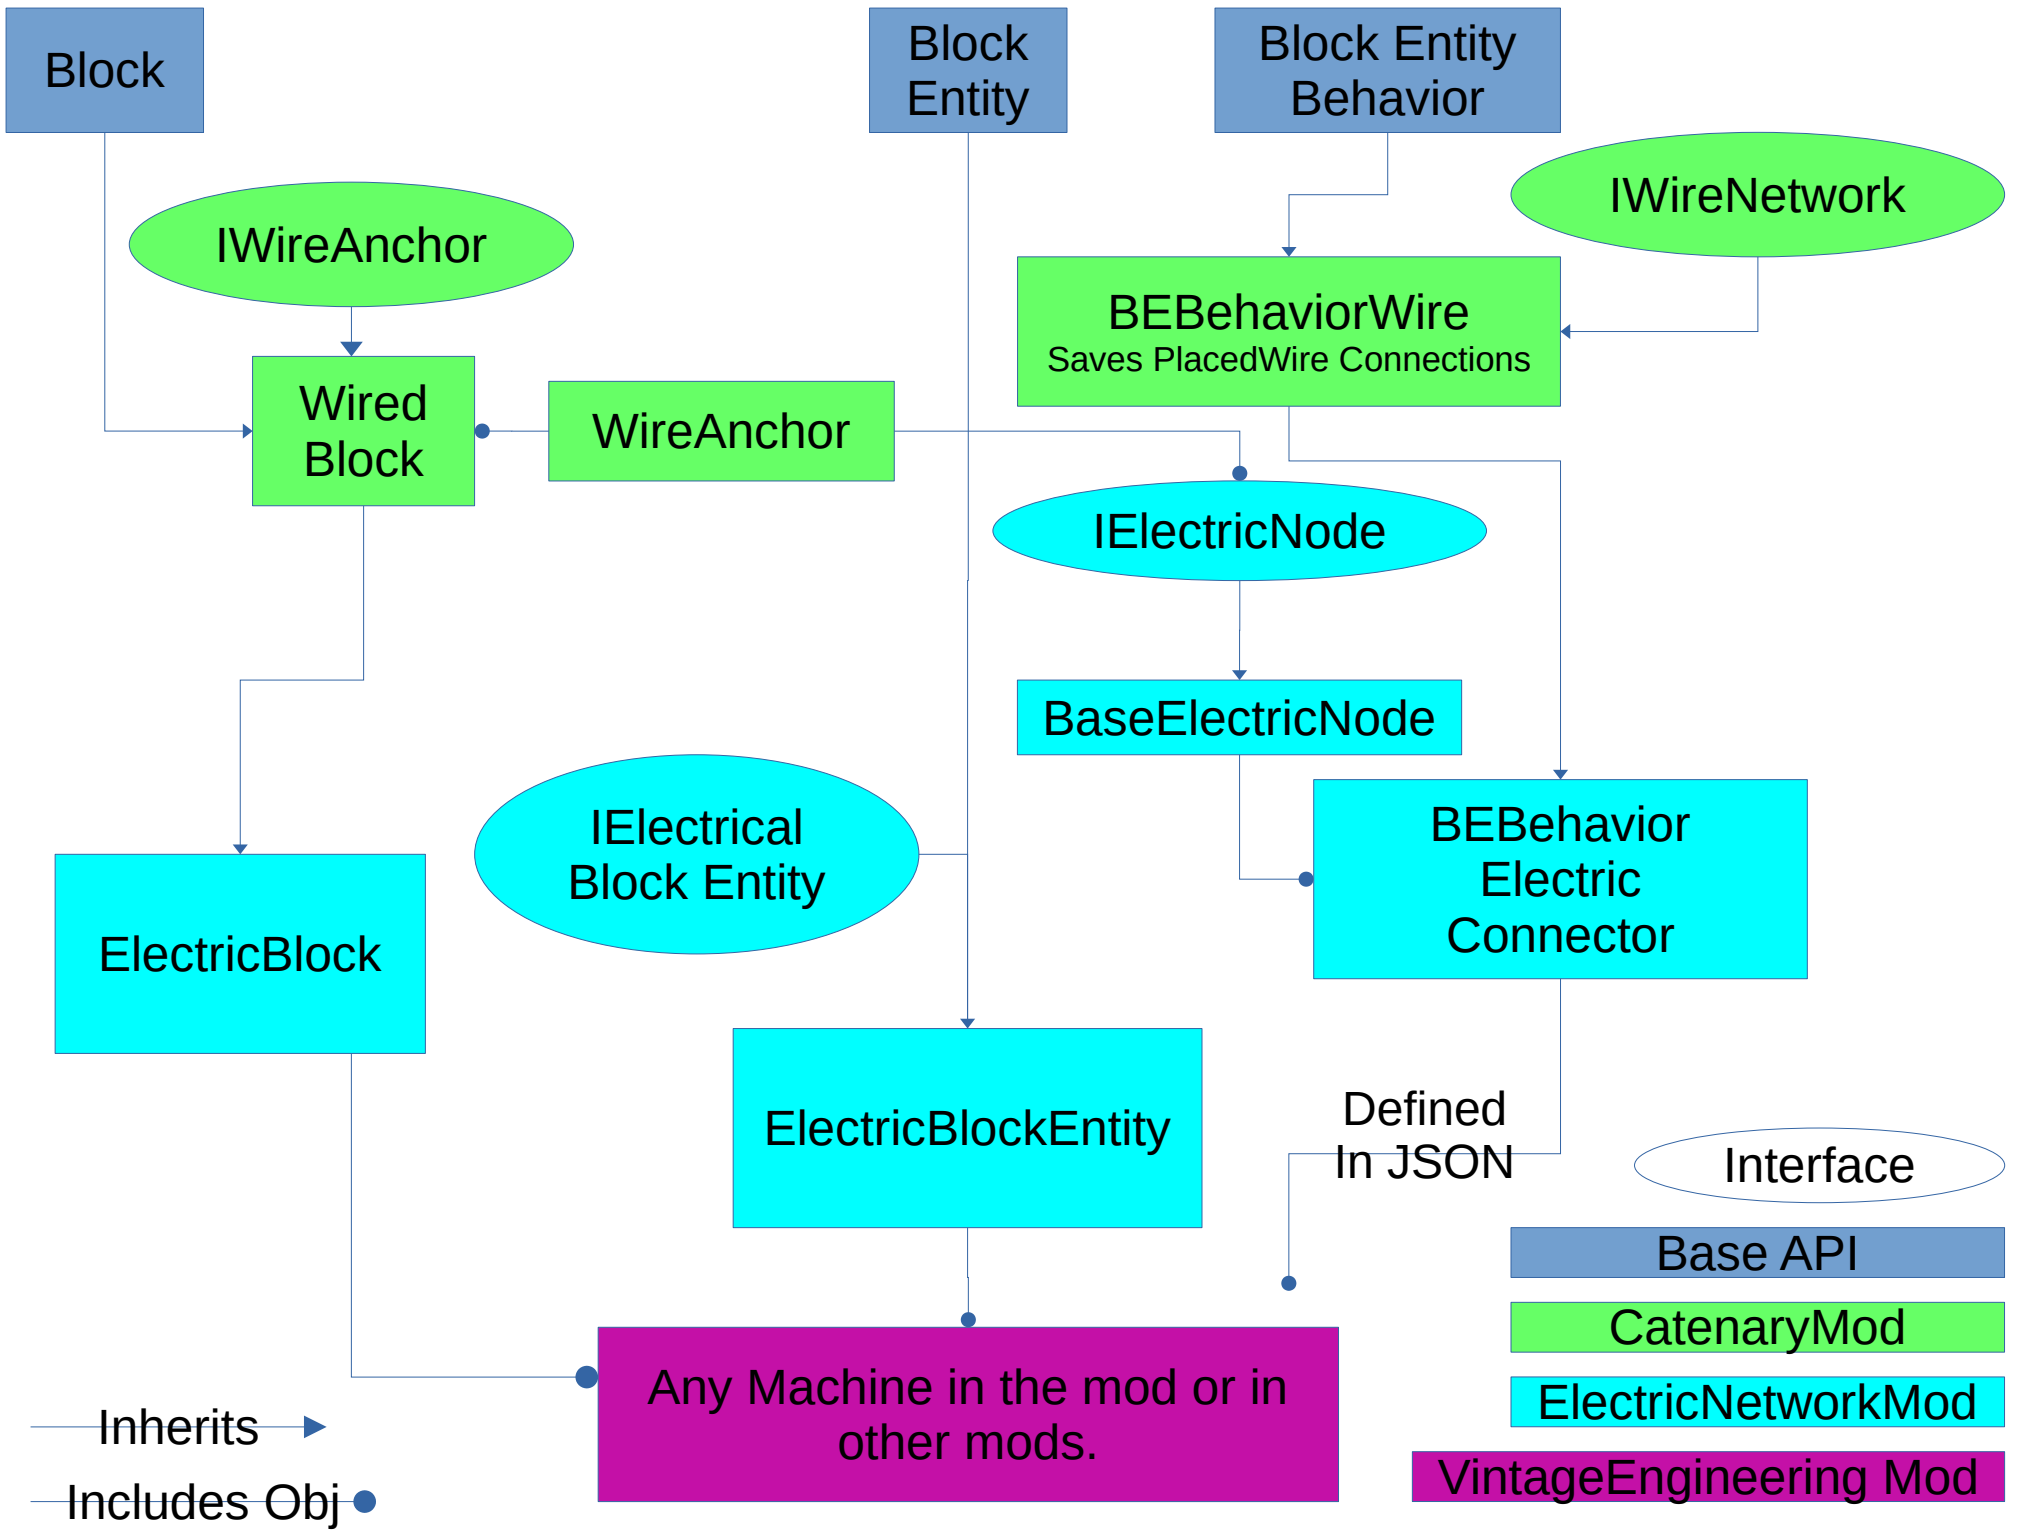 Block
Block
Entity
Block Entity
Behavior
IWireNetwork
IWireAnchor
BEBehaviorWire
Saves PlacedWire Connections
Wired
Block
WireAnchor
IElectricNode
BaseElectricNode
IElectrical
Block Entity
BEBehavior
Electric
Connector
ElectricBlock
ElectricBlockEntity
Defined
In JSON
Interface
Base API
CatenaryMod
ElectricNetworkMod
VintageEngineering Mod
Any Machine in the mod or in
other mods.
Inherits
Includes Obj